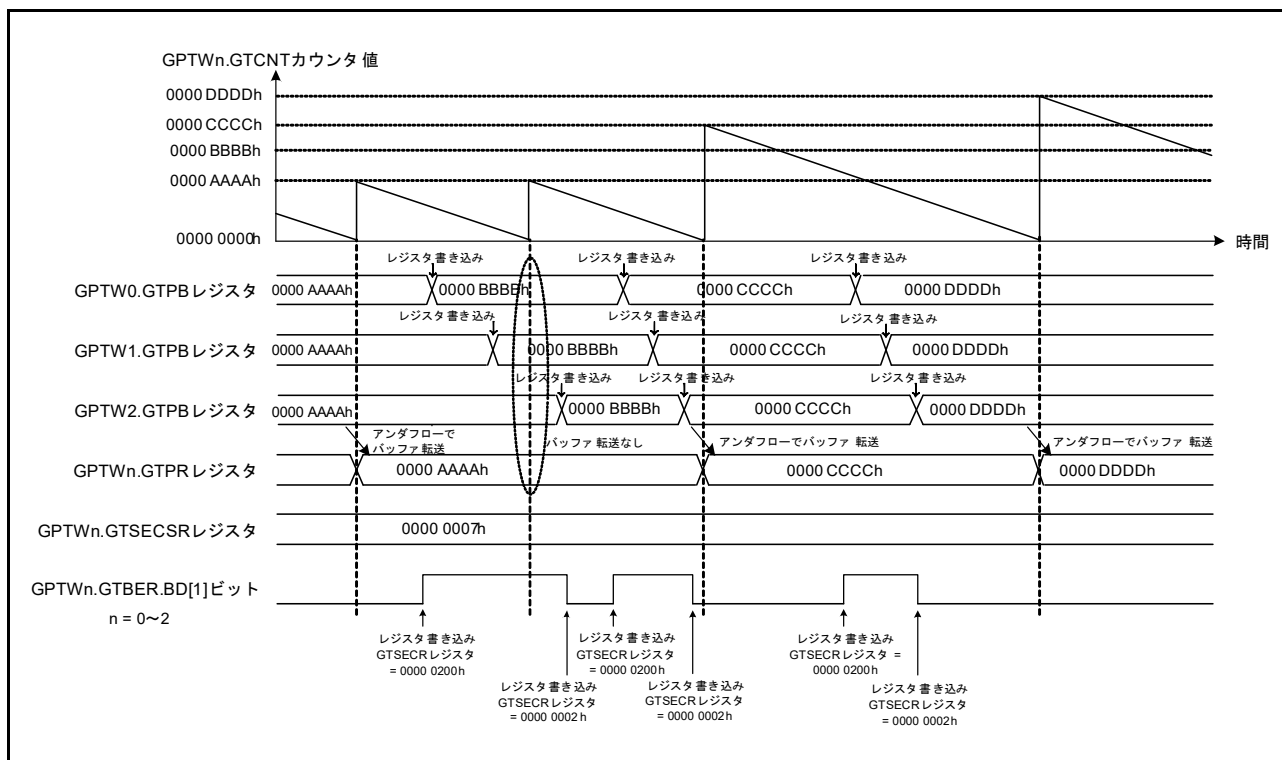 GPTWn.GTCNTカウンタ値
0000 DDDDh
0000 CCCCh
0000 BBBBh
0000 AAAAh
0000 0000h
時間
レジスタ書き込み レジスタ書き込み レジスタ書き込み
GPTW0.GTPBレジスタ 0000 AAAAh 0000 BBBBh 0000 CCCCh 0000 DDDDh
レジスタ書き込み レジスタ書き込み レジスタ書き込み
GPTW1.GTPBレジスタ 0000 AAAAh 0000 BBBBh 0000 CCCCh 0000 DDDDh
レジスタ書き込み レジスタ書き込み レジスタ書き込み
GPTW2.GTPBレジスタ 0000 AAAAh 0000 BBBBh 0000 CCCCh 0000 DDDDh
アンダフローで
バッファ転送
バッファ転送なし
アンダフローでバッファ転送
アンダフローでバッファ転送
GPTWn.GTPRレジスタ 0000 AAAAh 0000 CCCCh 0000 DDDDh
GPTWn.GTSECSRレジスタ 0000 0007h
GPTWn.GTBER.BD[1]ビット
n = 0～2
レジスタ書き込み
GTSECRレジスタ
= 0000 0200h
レジスタ書き込み
GTSECRレジスタ
= 0000 0002h
レジスタ書き込み
GTSECRレジスタ
= 0000 0200h
レジスタ書き込み
GTSECRレジスタ
= 0000 0002h
レジスタ書き込み
GTSECRレジスタ =
0000 0200h
レジスタ書き込み
GTSECRレジスタ
= 0000 0002h